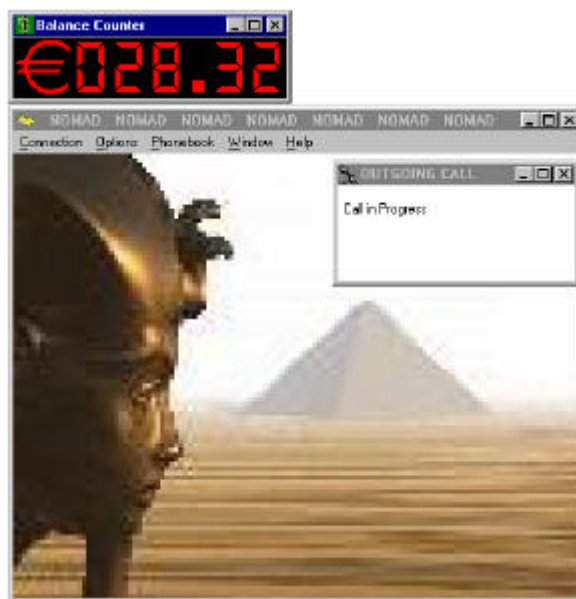 Balance Counter
€028.32
NOMAD NOMAD NOMAD NOMAD NOMAD NOMAD NOMAD
Connection Options Phonebook Window Help
OUTGOING CALL
Call in Progress